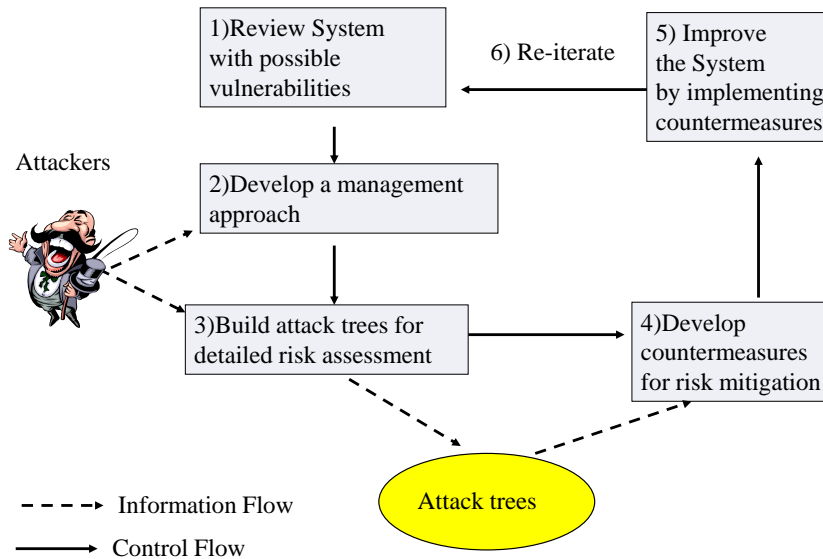 1)Review System
with possible
vulnerabilities
6) Re-iterate
5) Improve
the System
by implementing
countermeasures
Attackers
2)Develop a management
approach
3)Build attack trees for
detailed risk assessment
4)Develop
countermeasures
for risk mitigation
Attack trees
Information Flow
Control Flow